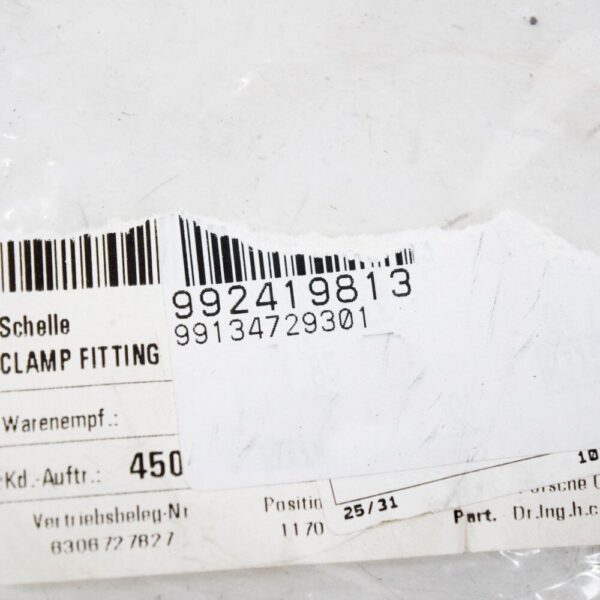 992419813
99134729301
Schelle
CLAMP FITTING
Warenempf.:
Kd.-Auftr.: 450
10
25/31
Vertriebsbeleg-Nr
6306727827
Positio
1170
Part. Dr.Ing.h.c